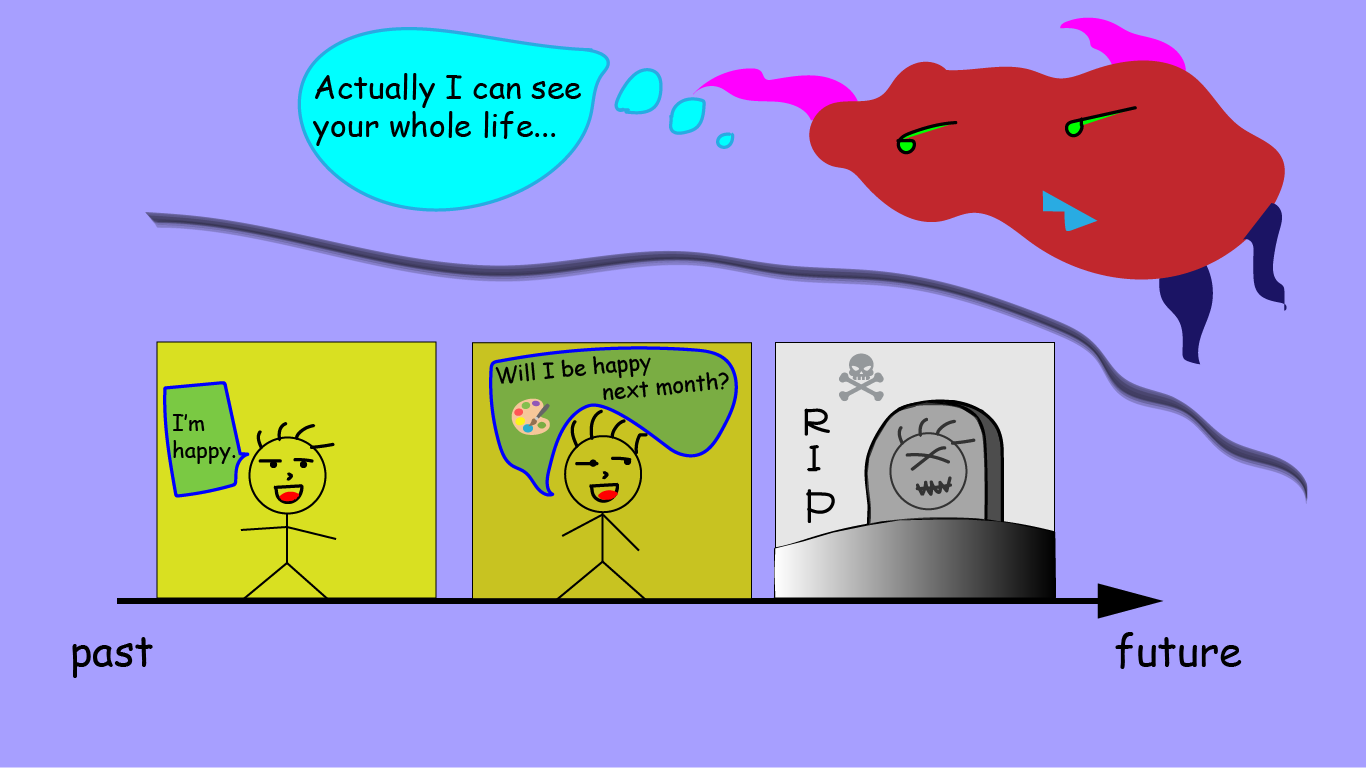 Actually I can see
your whole life...
I'm
happy.
Will I be happy
next month?
R
I
P
past
future